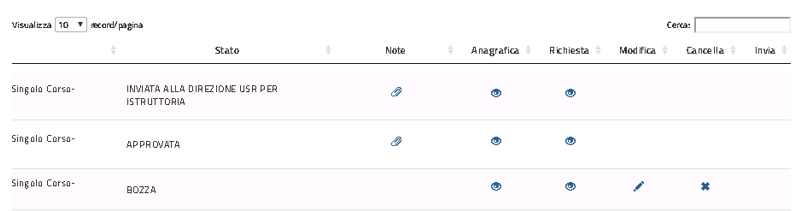 Visualizza 10 record/pagina Cerca:
Stato Note Anagrafica Richiesta Modifica Cancella Invia
Singolo Corso-
INVIATA ALLA DIREZIONE USR PER
ISTRUTTORIA
Singolo Corso-
APPROVATA
Singolo Corso-
BOZZA